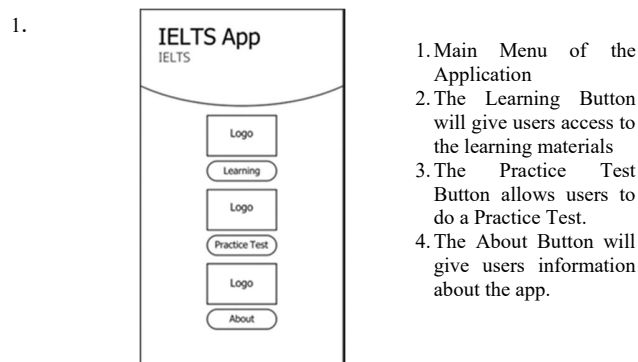 1.
IELTS App
IELTS
Logo
Learning
Logo
Practice Test
Logo
About
1. Main Menu of the
Application
2. The Learning Button
will give users access to
the learning materials
3. The Practice Test
Button allows users to
do a Practice Test.
4. The About Button will
give users information
about the app.